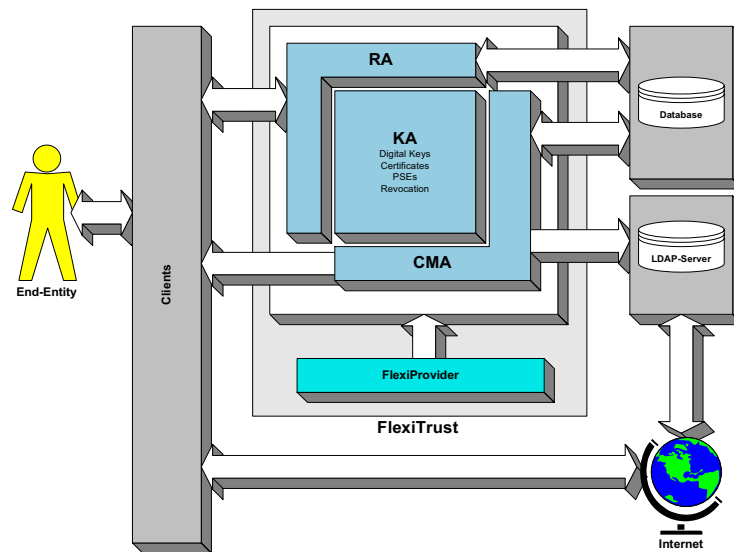 RA
KA
Digital Keys
Certificates
PSEs
Revocation
CMA
Database
LDAP-Server
End-Entity
Clients
FlexiProvider
FlexiTrust
Internet